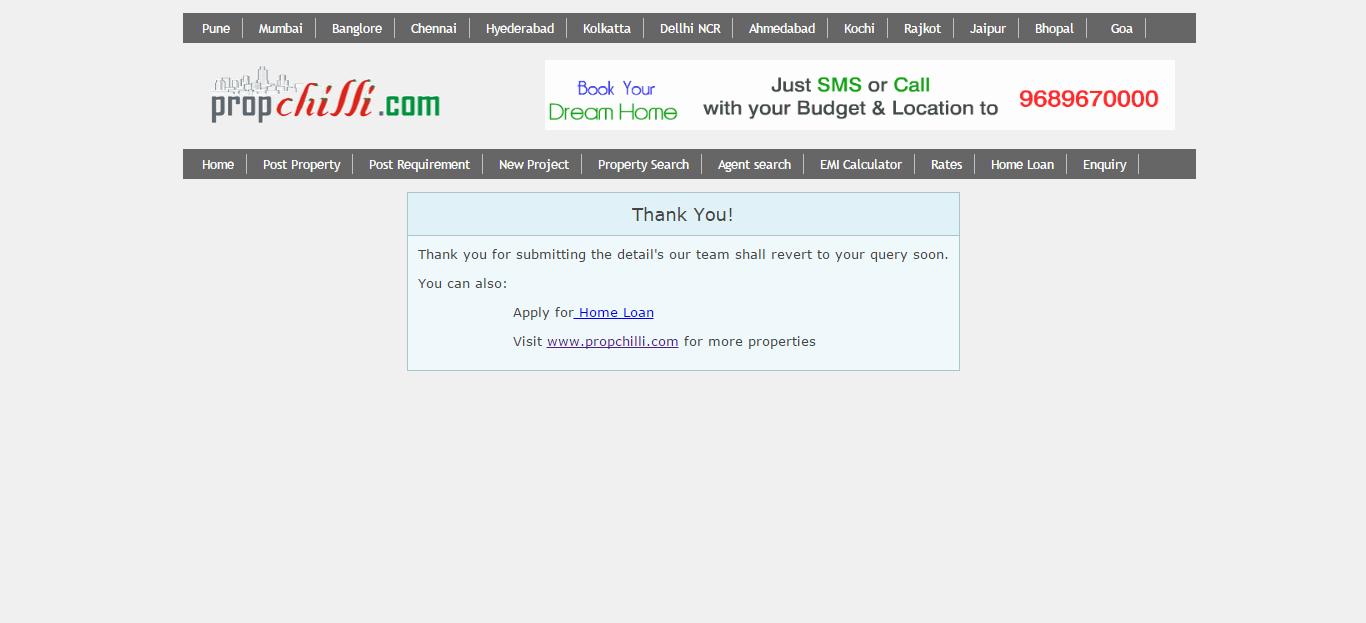 Pune Mumbai Banglore Chennai Hyederabad Kolkatta Dellhi NCR Ahmedabad Kochi Rajkot Jaipur Bhopal Goa
propchilli.com
Book Your
Dream Home
Just SMS or Call
with your Budget & Location to
9689670000
Home Post Property Post Requirement New Project Property Search Agent search EMI Calculator Rates Home Loan Enquiry
Thank You!
Thank you for submitting the detail's our team shall revert to your query soon.
You can also:
Apply for Home Loan
Visit www.propchilli.com for more properties